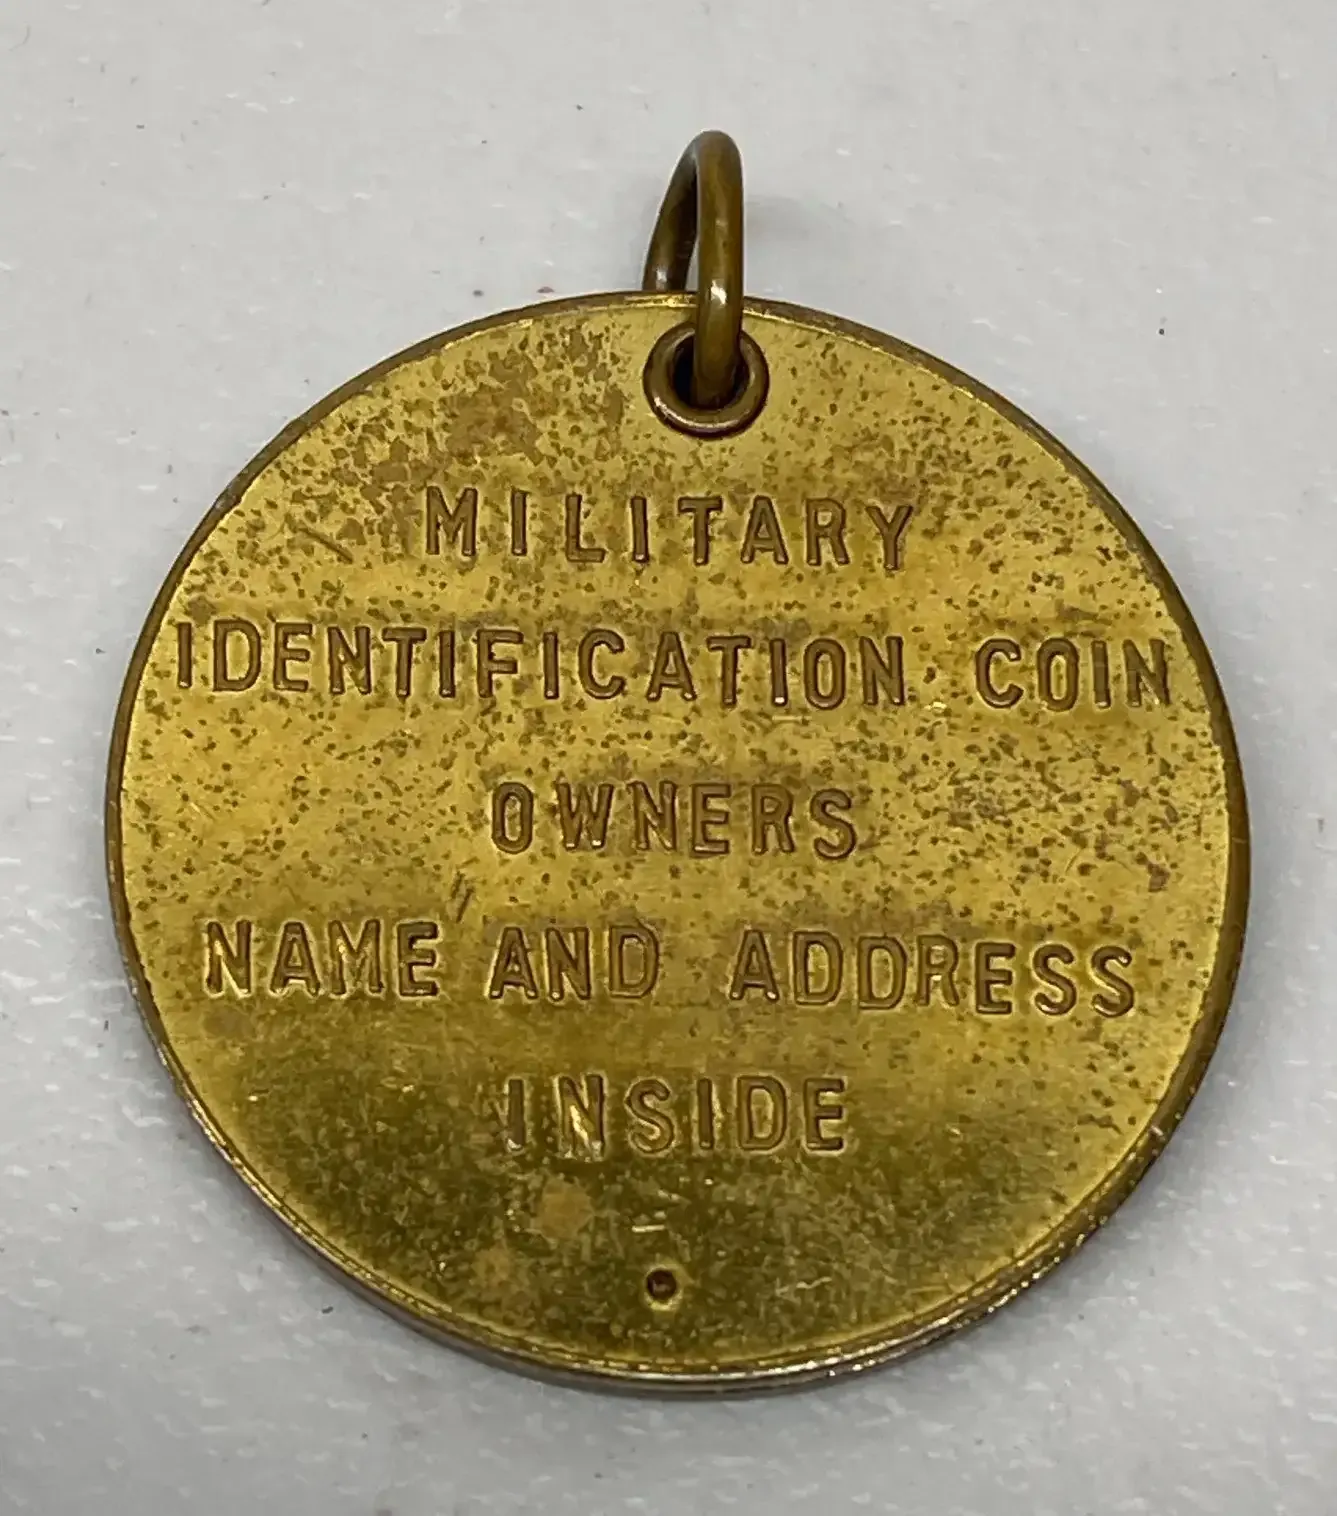 MILITARY
IDENTIFICATION COIN
OWNERS
NAME AND ADDRESS
INSIDE